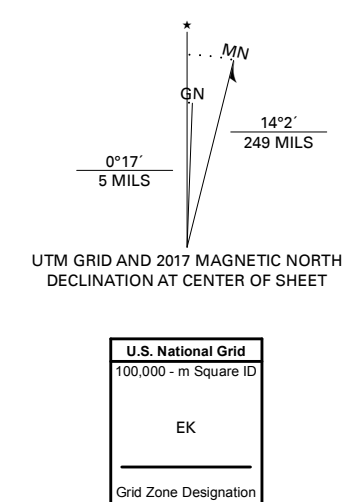 ★
MN
GN
14°2´
249 MILS
0°17´
5 MILS
UTM GRID AND 2017 MAGNETIC NORTH
DECLINATION AT CENTER OF SHEET
U.S. National Grid
100,000 - m Square ID
EK
Grid Zone Designation